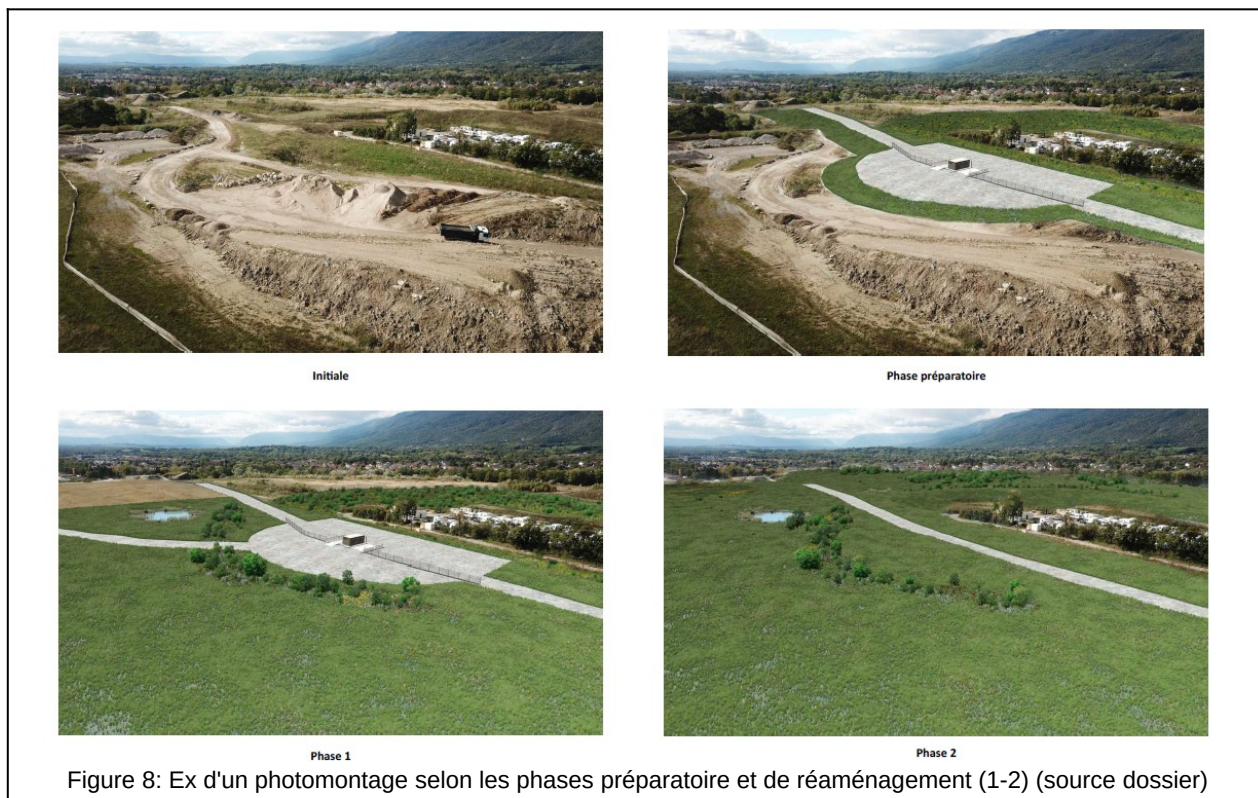 Initiale
Phase préparatoire
Phase 1
Phase 2
Figure 8: Ex d'un photomontage selon les phases préparatoire et de réaménagement (1-2) (source dossier)